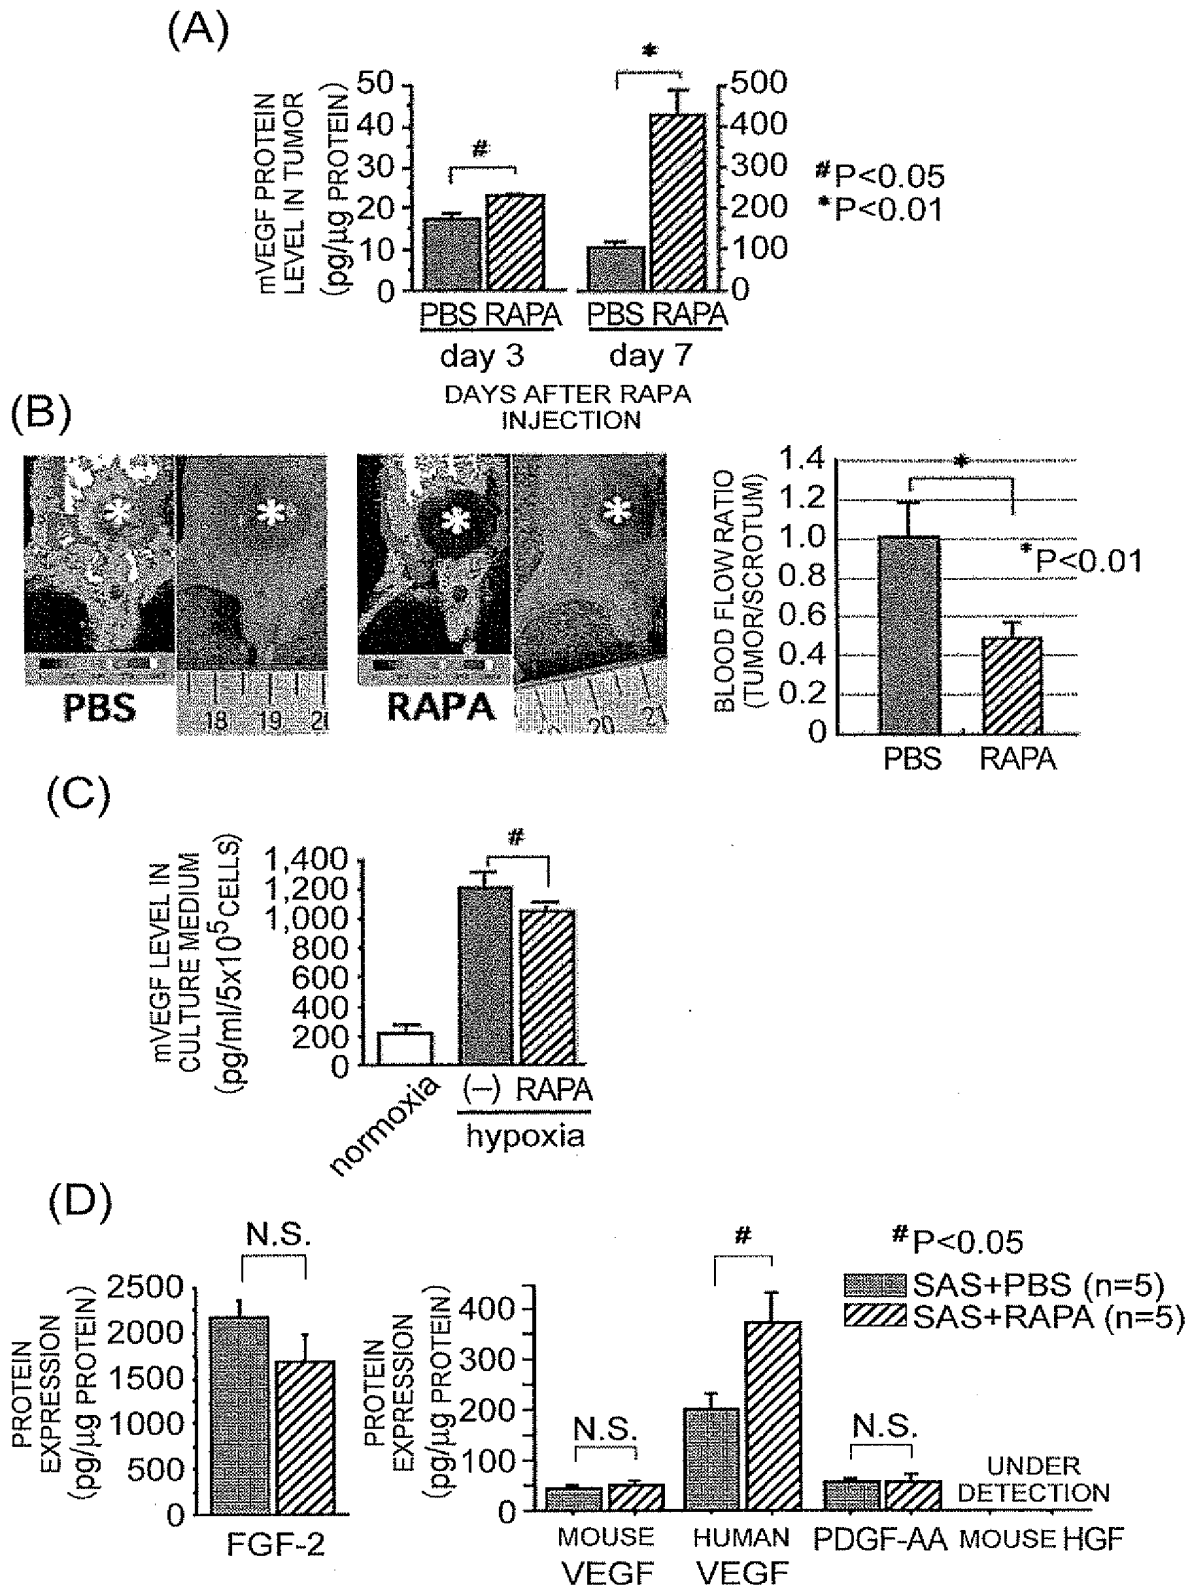 (A)
mVEGF PROTEIN
LEVEL IN TUMOR
(pg/μg PROTEIN)
50
40
30
20
10
0
#
*
500
400
300
200
100
0
#P<0.05
*P<0.01
PBS RAPA
PBS RAPA
day 3
day 7
DAYS AFTER RAPA
INJECTION
(B)
*
*
*
*
PBS
18 19
RAPA
20 21
BLOOD FLOW RATIO
(TUMOR/SCROTUM)
1.4
1.2
1.0
0.8
0.6
0.4
0.2
0
*
*P<0.01
PBS RAPA
(C)
mVEGF LEVEL IN
CULTURE MEDIUM
(pg/ml/5x10⁵CELLS)
1,400
1,200
1,000
800
600
400
200
0
#
normoxia
(−) RAPA
hypoxia
(D)
PROTEIN
EXPRESSION
(pg/μg PROTEIN)
2500
2000
1500
1000
500
0
N.S.
FGF-2
PROTEIN
EXPRESSION
(pg/μg PROTEIN)
400
300
200
100
0
N.S.
#
N.S.
UNDER
DETECTION
#P<0.05
SAS+PBS (n=5)
SAS+RAPA (n=5)
MOUSE
VEGF
HUMAN
VEGF
PDGF-AA
MOUSE HGF